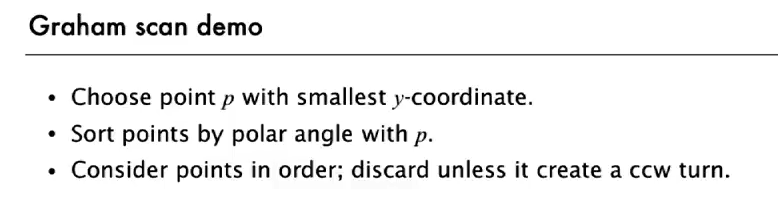 Graham scan demo
• Choose point p with smallest y-coordinate.
• Sort points by polar angle with p.
• Consider points in order; discard unless it create a ccw turn.